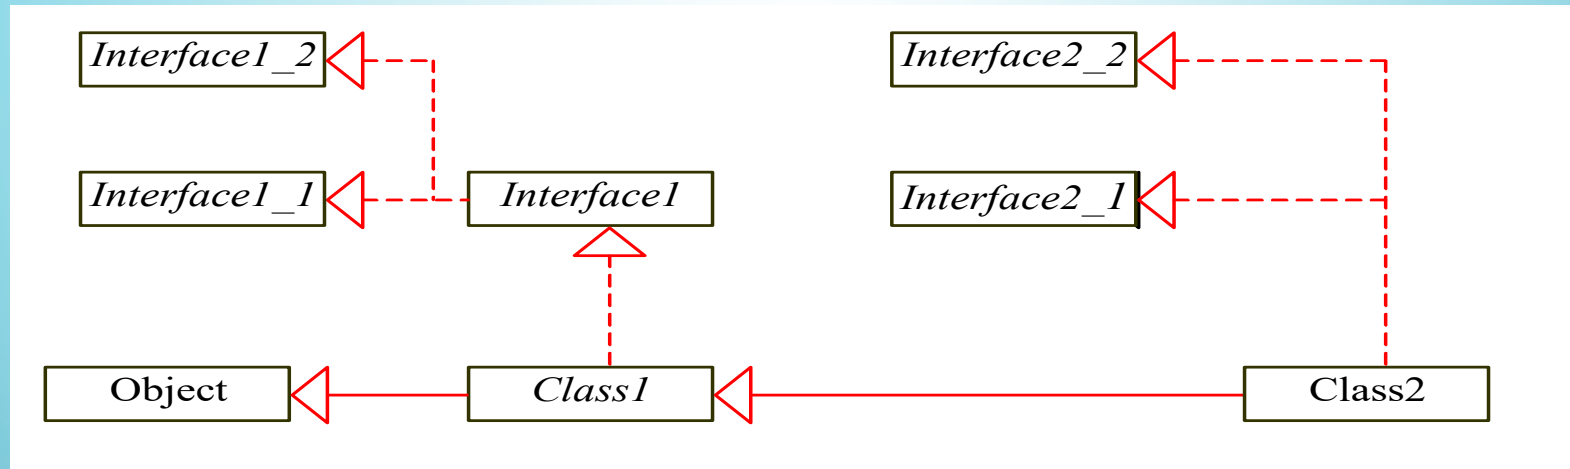 Interface1_2
Interface2_2
Interface1_1
Interface1
Interface2_1
Object
Class1
Class2